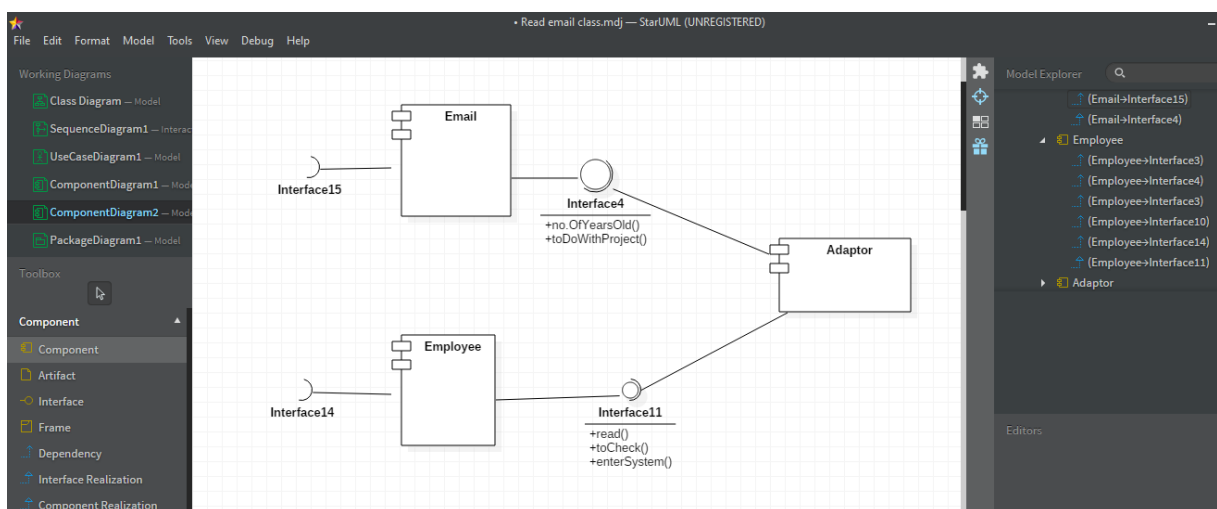 • Read email class.mdj — StarUML (UNREGISTERED)
File Edit Format Model Tools View Debug Help
Working Diagrams
Class Diagram — Model
SequenceDiagram1 — Interac
UseCaseDiagram1 — Model
ComponentDiagram1 — Mode
ComponentDiagram2 — Mode
PackageDiagram1 — Model
Toolbox
Component
Component
Artifact
Interface
Frame
Dependency
Interface Realization
Component Realization
Email
Interface15
Interface4
+no.OfYearsOld()
+toDoWithProject()
Adaptor
Employee
Interface14
Interface11
+read()
+toCheck()
+enterSystem()
Model Explorer
(Email→Interface15)
(Email→Interface4)
Employee
(Employee→Interface3)
(Employee→Interface4)
(Employee→Interface3)
(Employee→Interface10)
(Employee→Interface14)
(Employee→Interface11)
Adaptor
Editors